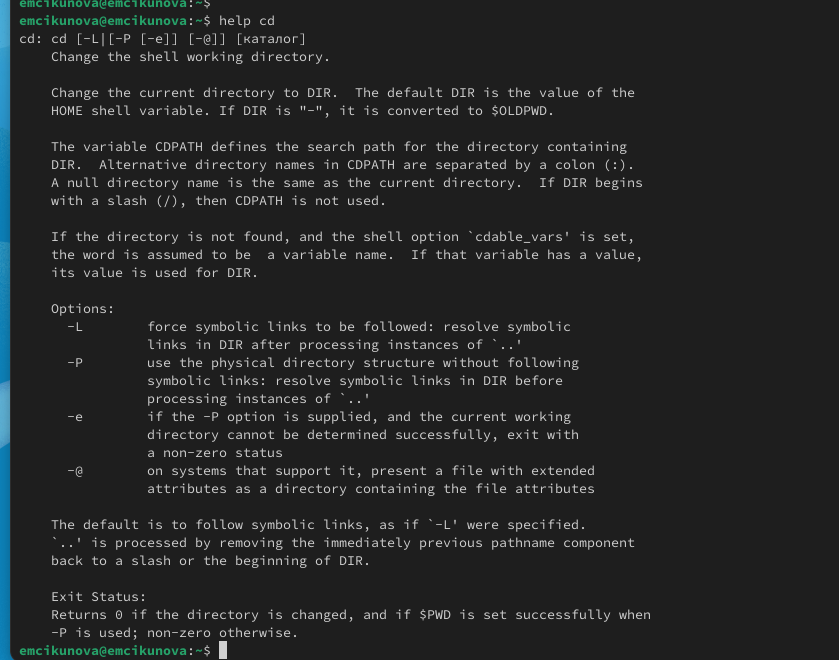 emcikunova@emcikunova:~$
emcikunova@emcikunova:~$ help cd
cd: cd [-L|[-P [-e]] [-@]] [каталог]
    Change the shell working directory.

    Change the current directory to DIR.  The default DIR is the value of the
    HOME shell variable. If DIR is "-", it is converted to $OLDPWD.

    The variable CDPATH defines the search path for the directory containing
    DIR.  Alternative directory names in CDPATH are separated by a colon (:).
    A null directory name is the same as the current directory.  If DIR begins
    with a slash (/), then CDPATH is not used.

    If the directory is not found, and the shell option `cdable_vars' is set,
    the word is assumed to be  a variable name.  If that variable has a value,
    its value is used for DIR.

    Options:
      -L        force symbolic links to be followed: resolve symbolic
                links in DIR after processing instances of `..'
      -P        use the physical directory structure without following
                symbolic links: resolve symbolic links in DIR before
                processing instances of `..'
      -e        if the -P option is supplied, and the current working
                directory cannot be determined successfully, exit with
                a non-zero status
      -@        on systems that support it, present a file with extended
                attributes as a directory containing the file attributes

    The default is to follow symbolic links, as if `-L' were specified.
    `..' is processed by removing the immediately previous pathname component
    back to a slash or the beginning of DIR.

    Exit Status:
    Returns 0 if the directory is changed, and if $PWD is set successfully when
    -P is used; non-zero otherwise.
emcikunova@emcikunova:~$